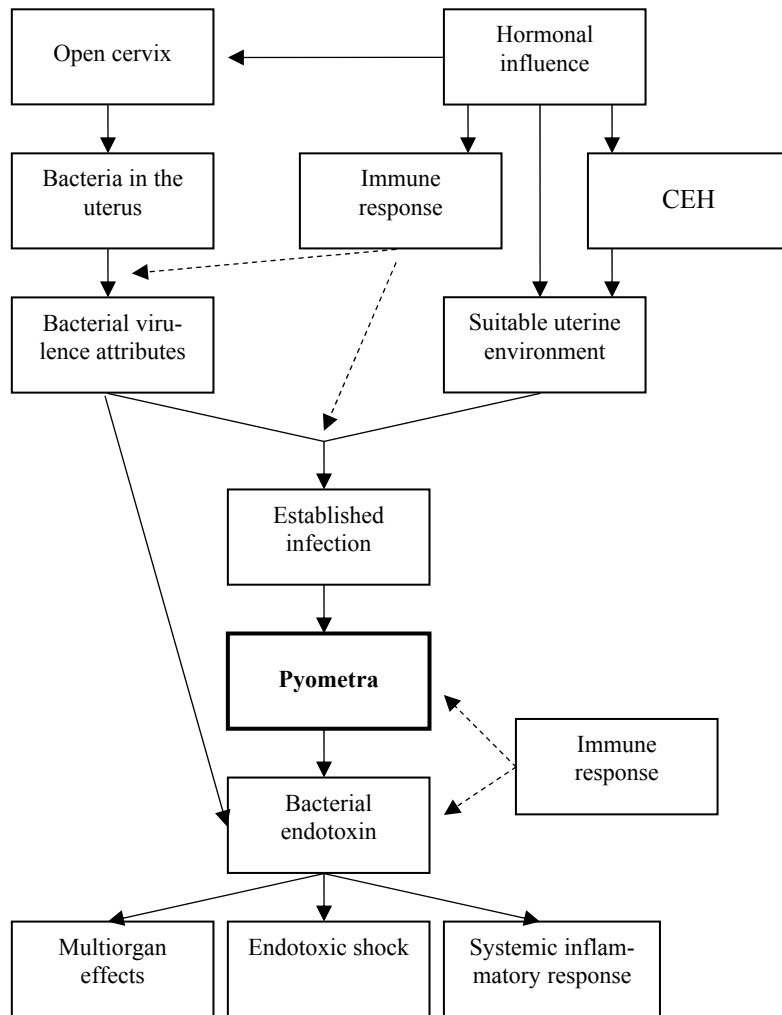 Open cervix
Hormonal
influence
Bacteria in the
uterus
Immune
response
CEH
Bacterial viru-
lence attributes
Suitable uterine
environment
Established
infection
Pyometra
Immune
response
Bacterial
endotoxin
Multiorgan
effects
Endotoxic shock
Systemic inflam-
matory response